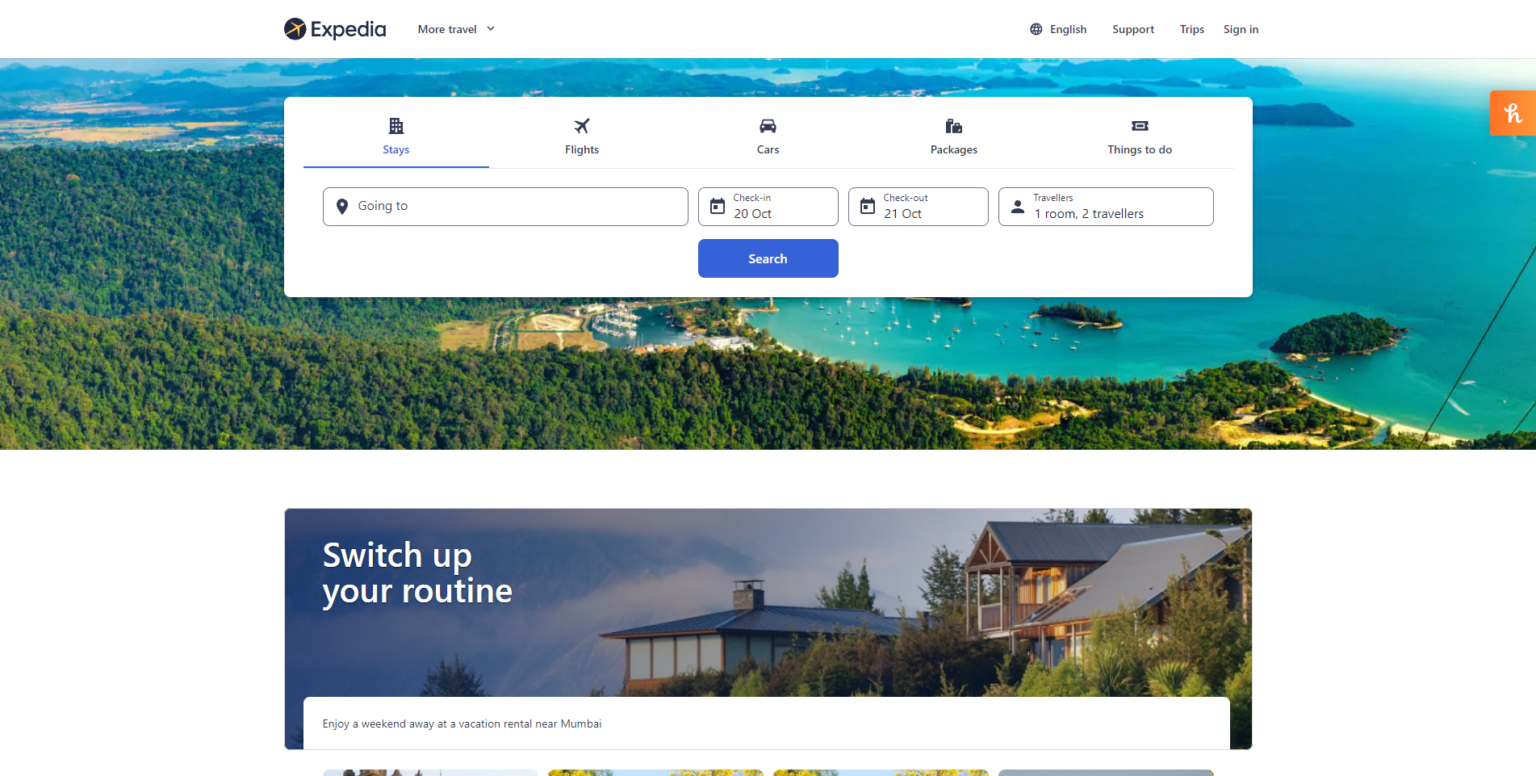 Expedia
More travel
English
Support
Trips
Sign in
Stays
Flights
Cars
Packages
Things to do
Going to
Check-in
20 Oct
Check-out
21 Oct
Travellers
1 room, 2 travellers
Search
h
Switch up
your routine
Enjoy a weekend away at a vacation rental near Mumbai